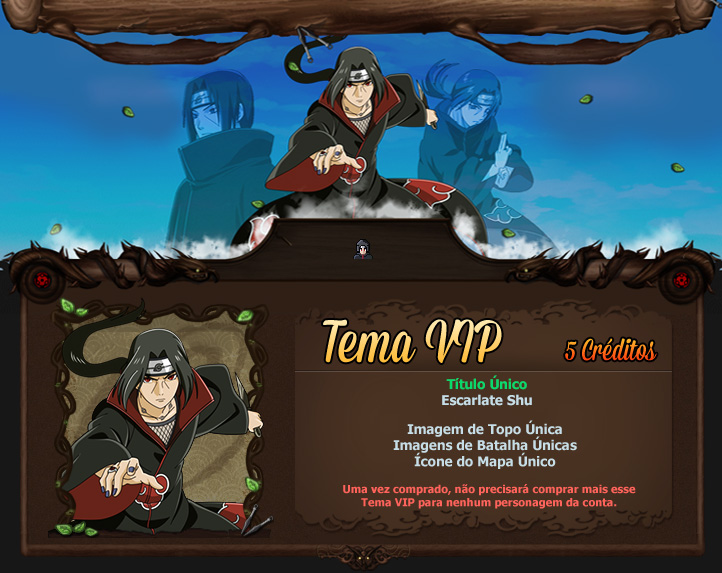 Tema VIP
5 Créditos
Título Único
Escarlate Shu
Imagem de Topo Única
Imagens de Batalha Únicas
Ícone do Mapa Único
Uma vez comprado, não precisará comprar mais esse
Tema VIP para nenhum personagem da conta.